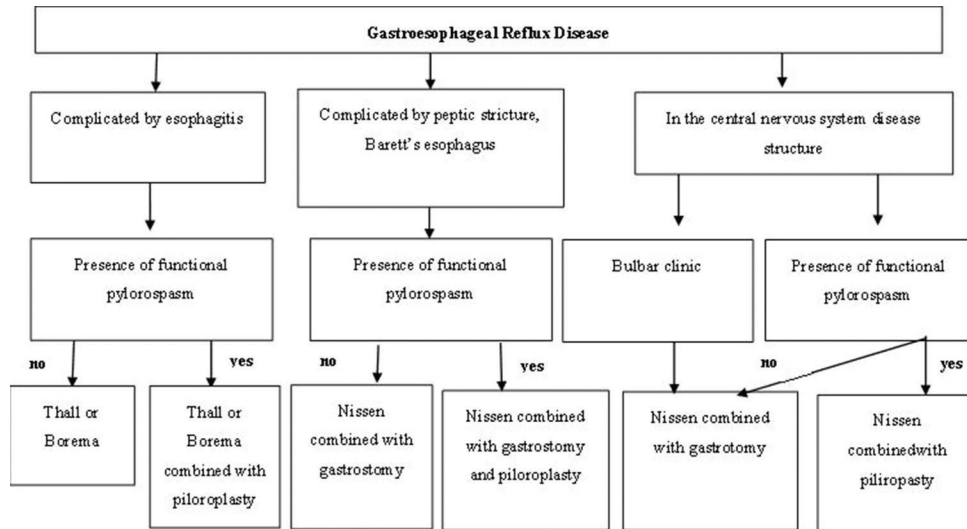 Gastroesophageal Reflux Disease
Complicated by esophagitis
Complicated by peptic stricture,
Barett's esophagus
In the central nervous system disease
structure
Presence of functional
pylorospasm
Presence of functional
pylorospasm
Bulbar clinic
Presence of functional
pylorospasm
no
yes
no
yes
no
yes
Thall or
Borema
Thall or
Borema
combined with
piloroplasty
Nissen
combined with
gastrostomy
Nissen combined
with gastrostomy
and piloroplasty
Nissen combined
with gastrotomy
Nissen
combinedwith
piliropasty